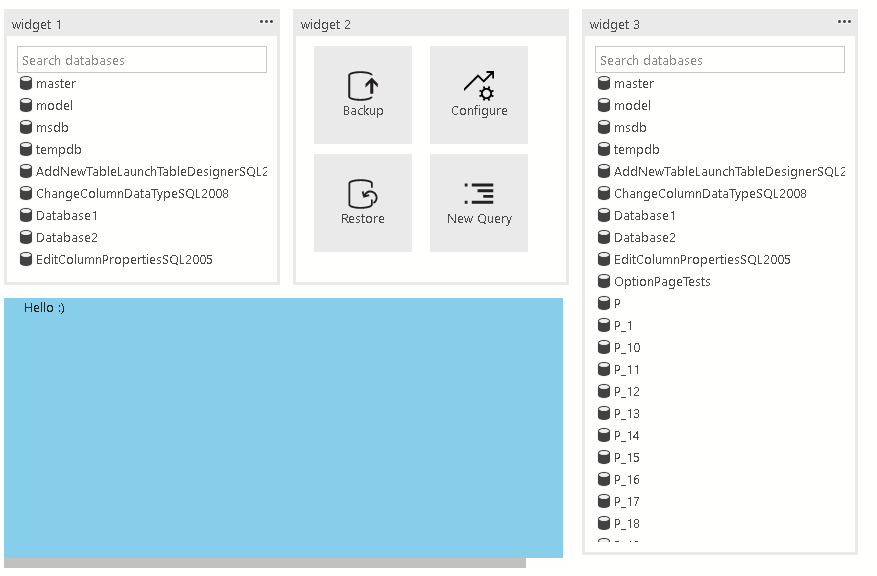 widget 1
Search databases
master
model
msdb
tempdb
AddNewTableLaunchTableDesignerSQL2
ChangeColumnDataTypeSQL2008
Database1
Database2
EditColumnPropertiesSQL2005
widget 2
Backup
Configure
Restore
New Query
Hello :)
widget 3
Search databases
master
model
msdb
tempdb
AddNewTableLaunchTableDesignerSQL2
ChangeColumnDataTypeSQL2008
Database1
Database2
EditColumnPropertiesSQL2005
OptionPageTests
P
P_1
P_10
P_11
P_12
P_13
P_14
P_15
P_16
P_17
P_18